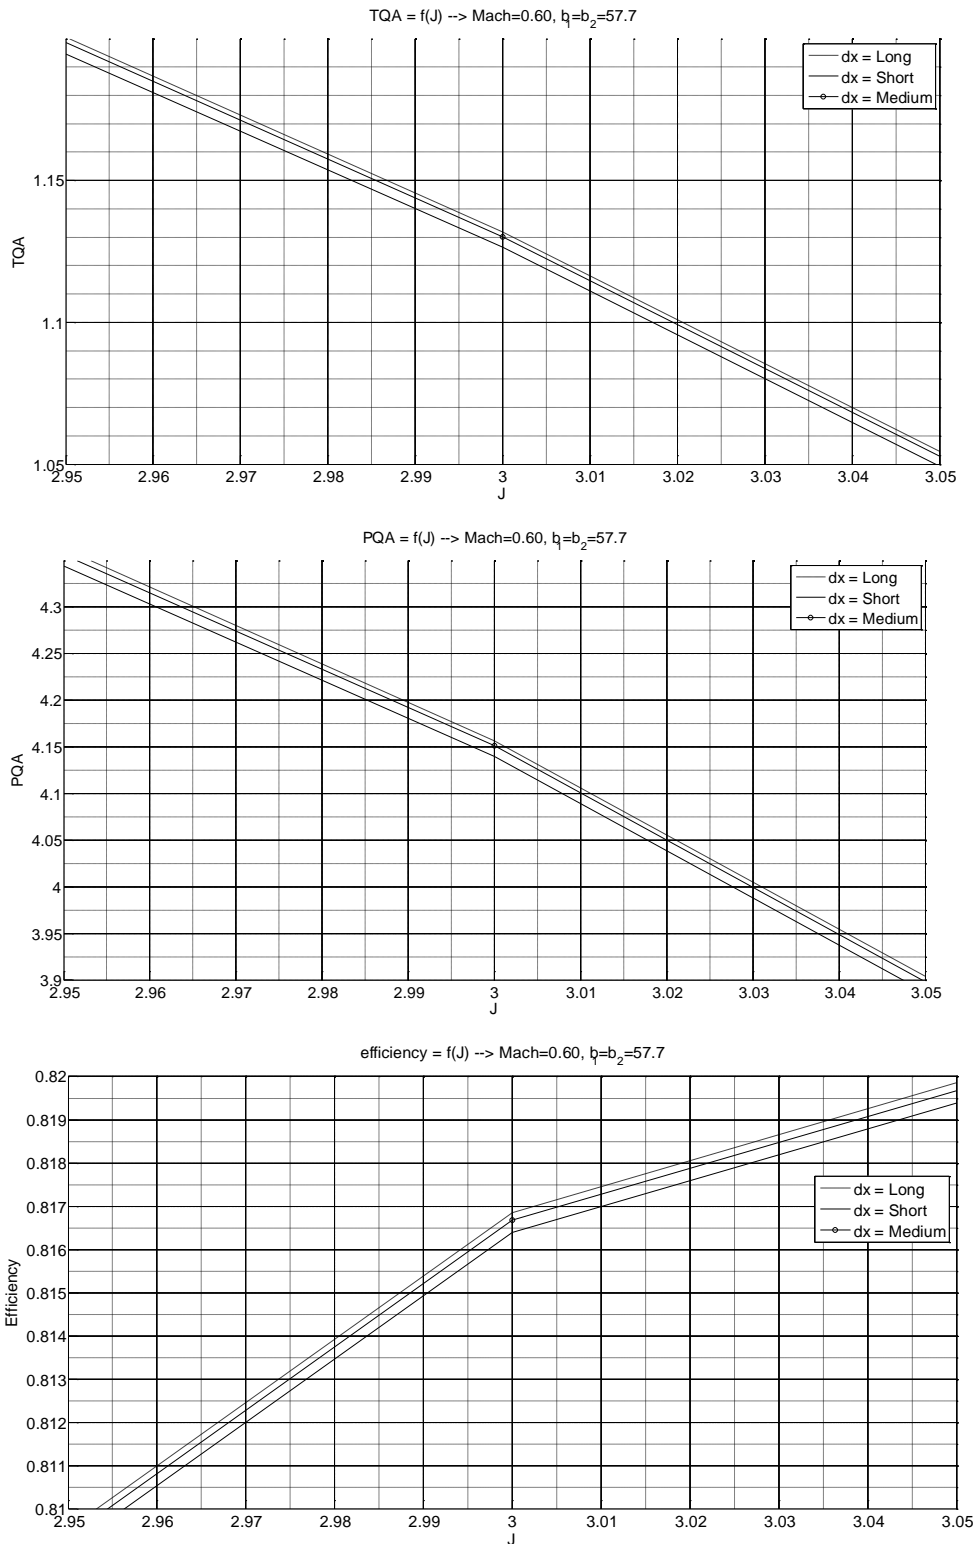 TQA = f(J) --> Mach=0.60, b1=b2=57.7
dx = Long
dx = Short
dx = Medium
1.15
1.1
1.05
TQA
2.95 2.96 2.97 2.98 2.99 3 3.01 3.02 3.03 3.04 3.05
J
PQA = f(J) --> Mach=0.60, b1=b2=57.7
dx = Long
dx = Short
dx = Medium
4.3
4.25
4.2
4.15
4.1
4.05
4
3.95
3.9
PQA
2.95 2.96 2.97 2.98 2.99 3 3.01 3.02 3.03 3.04 3.05
J
efficiency = f(J) --> Mach=0.60, b1=b2=57.7
0.82
0.819
0.818
0.817
0.816
0.815
0.814
0.813
0.812
0.811
0.81
Efficiency
dx = Long
dx = Short
dx = Medium
2.95 2.96 2.97 2.98 2.99 3 3.01 3.02 3.03 3.04 3.05
J